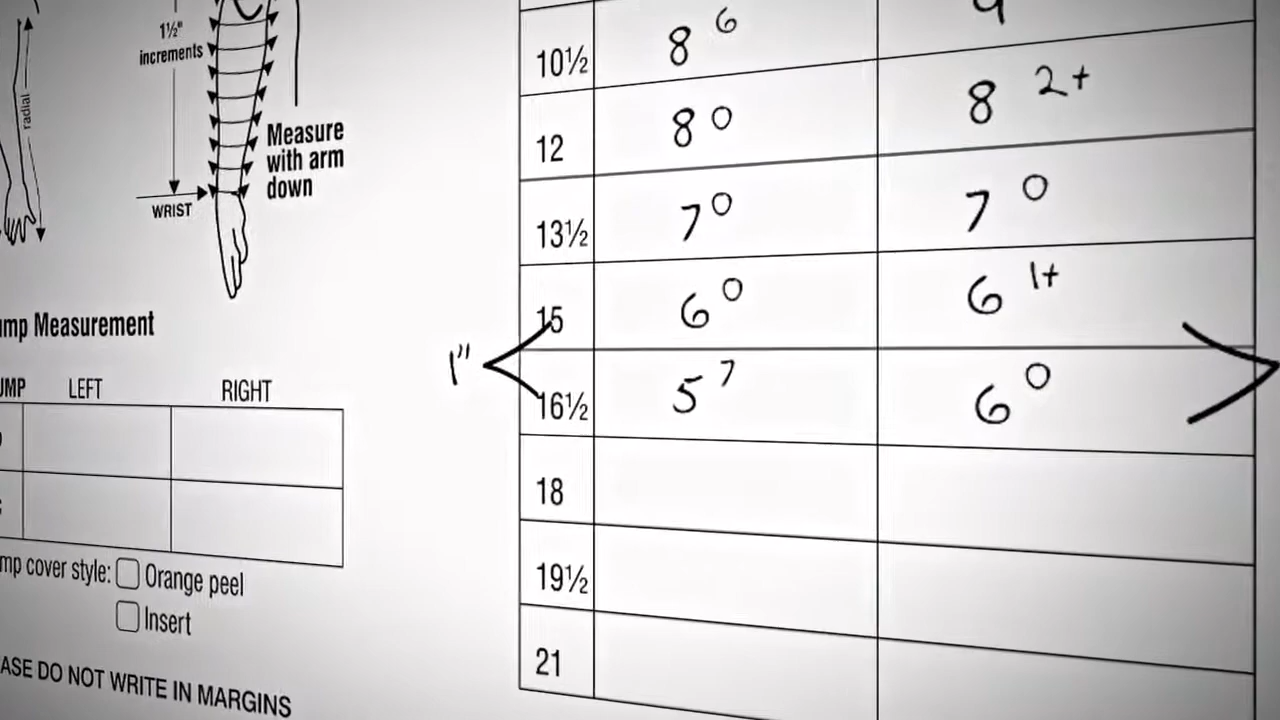 1½"
increments
radial
Measure
with arm
down
WRIST
mp Measurement
LEFT RIGHT
mp cover style: Orange peel
Insert
ASE DO NOT WRITE IN MARGINS
10½ 8 6
12 8 0 8 2+
13½ 7 0 7 0
15 6 0 6 1+
1"
16½ 5 7 6 0
18
19½
21